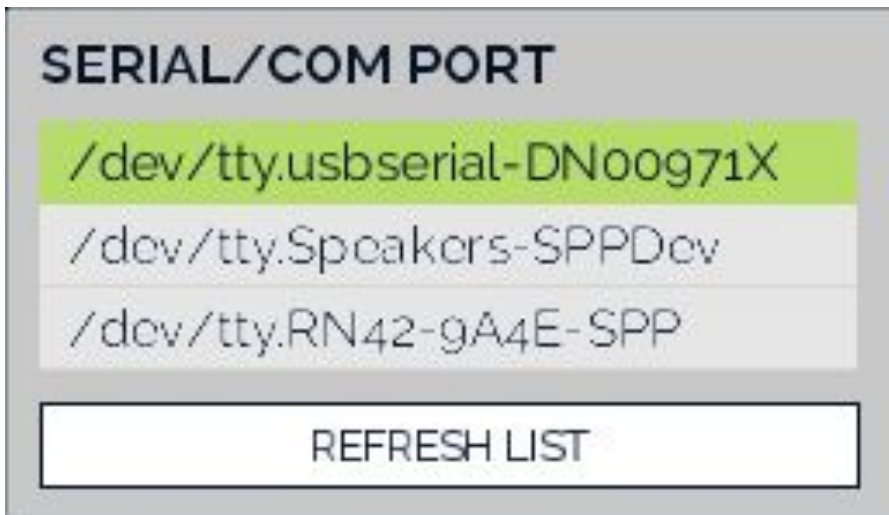 SERIAL/COM PORT
/dev/tty.usbserial-DN00971X
/dev/tty.Speakers-SPPDev
/dev/tty.RN42-9A4E-SPP
REFRESH LIST